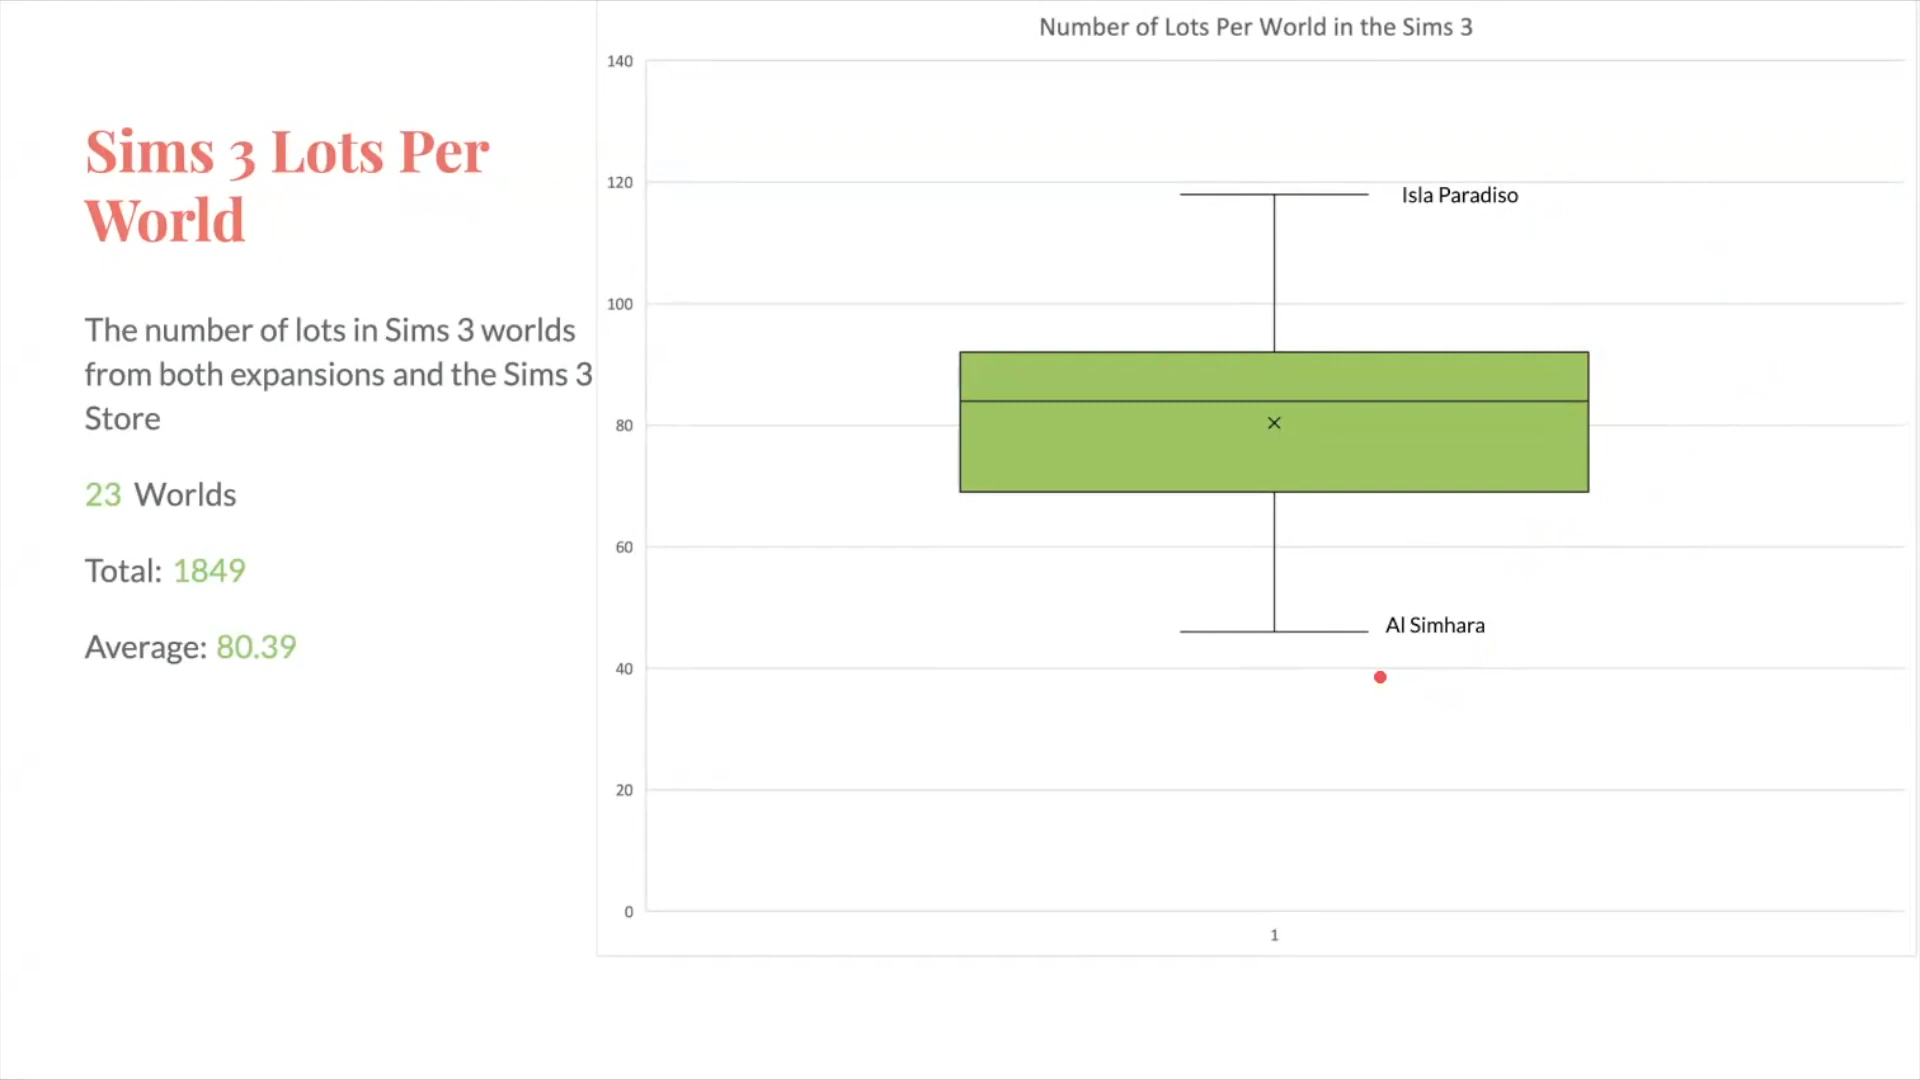 Sims 3 Lots Per
World
The number of lots in Sims 3 worlds
from both expansions and the Sims 3
Store
23 Worlds
Total: 1849
Average: 80.39
Number of Lots Per World in the Sims 3
140
120
100
80
60
40
20
0
Isla Paradiso
Al Simhara
1